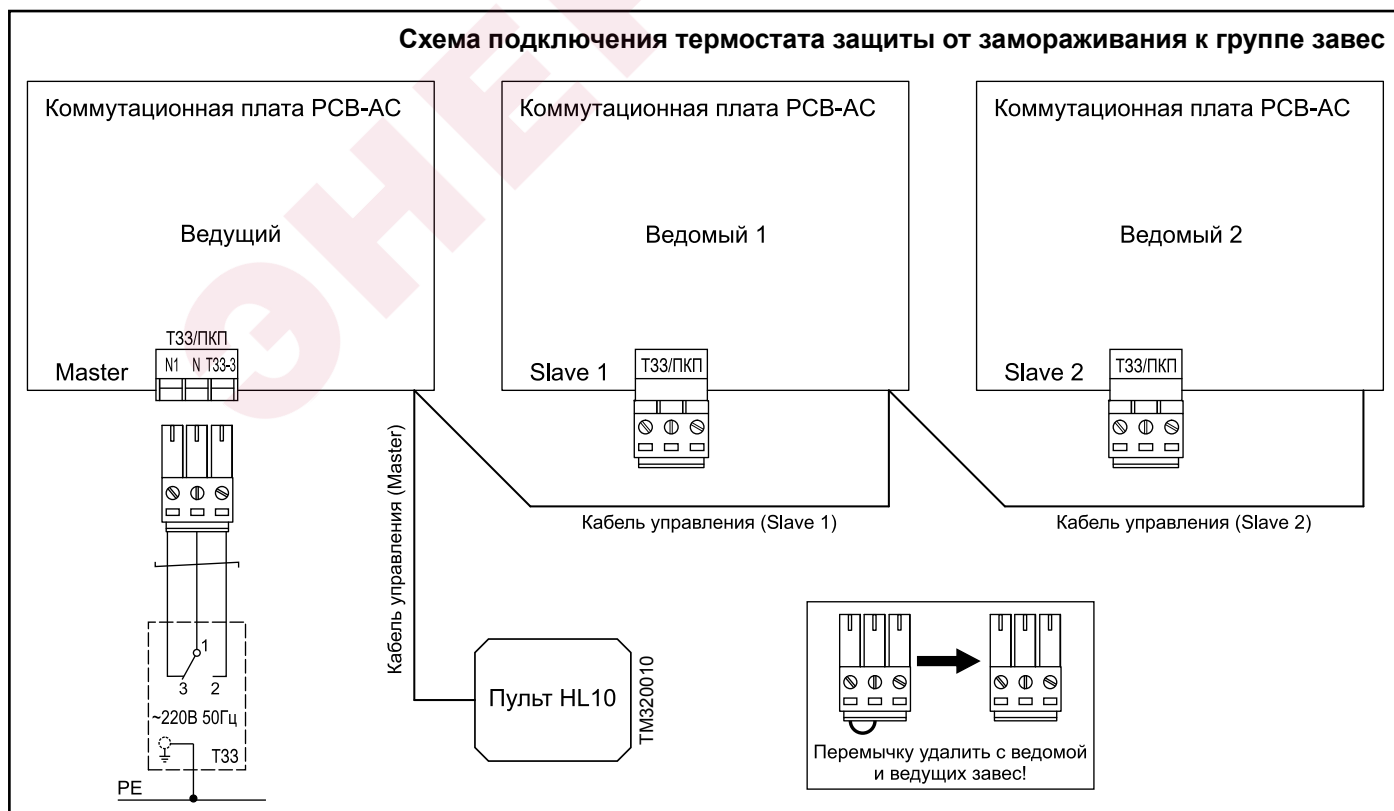 Схема подключения термостата защиты от замораживания к группе завес
Коммутационная плата PCB-AC
Ведущий
ТЗЗ/ПКП
N1 N ТЗЗ-3
Master
Коммутационная плата PCB-AC
Ведомый 1
Slave 1
ТЗЗ/ПКП
Коммутационная плата PCB-AC
Ведомый 2
Slave 2
ТЗЗ/ПКП
Кабель управления (Master)
Кабель управления (Slave 1)
Кабель управления (Slave 2)
1
3 2
~220В 50Гц
ТЗЗ
PE
Пульт HL10
TM320010
Перемычку удалить с ведомой
и ведущих завес!
ЭНЕР